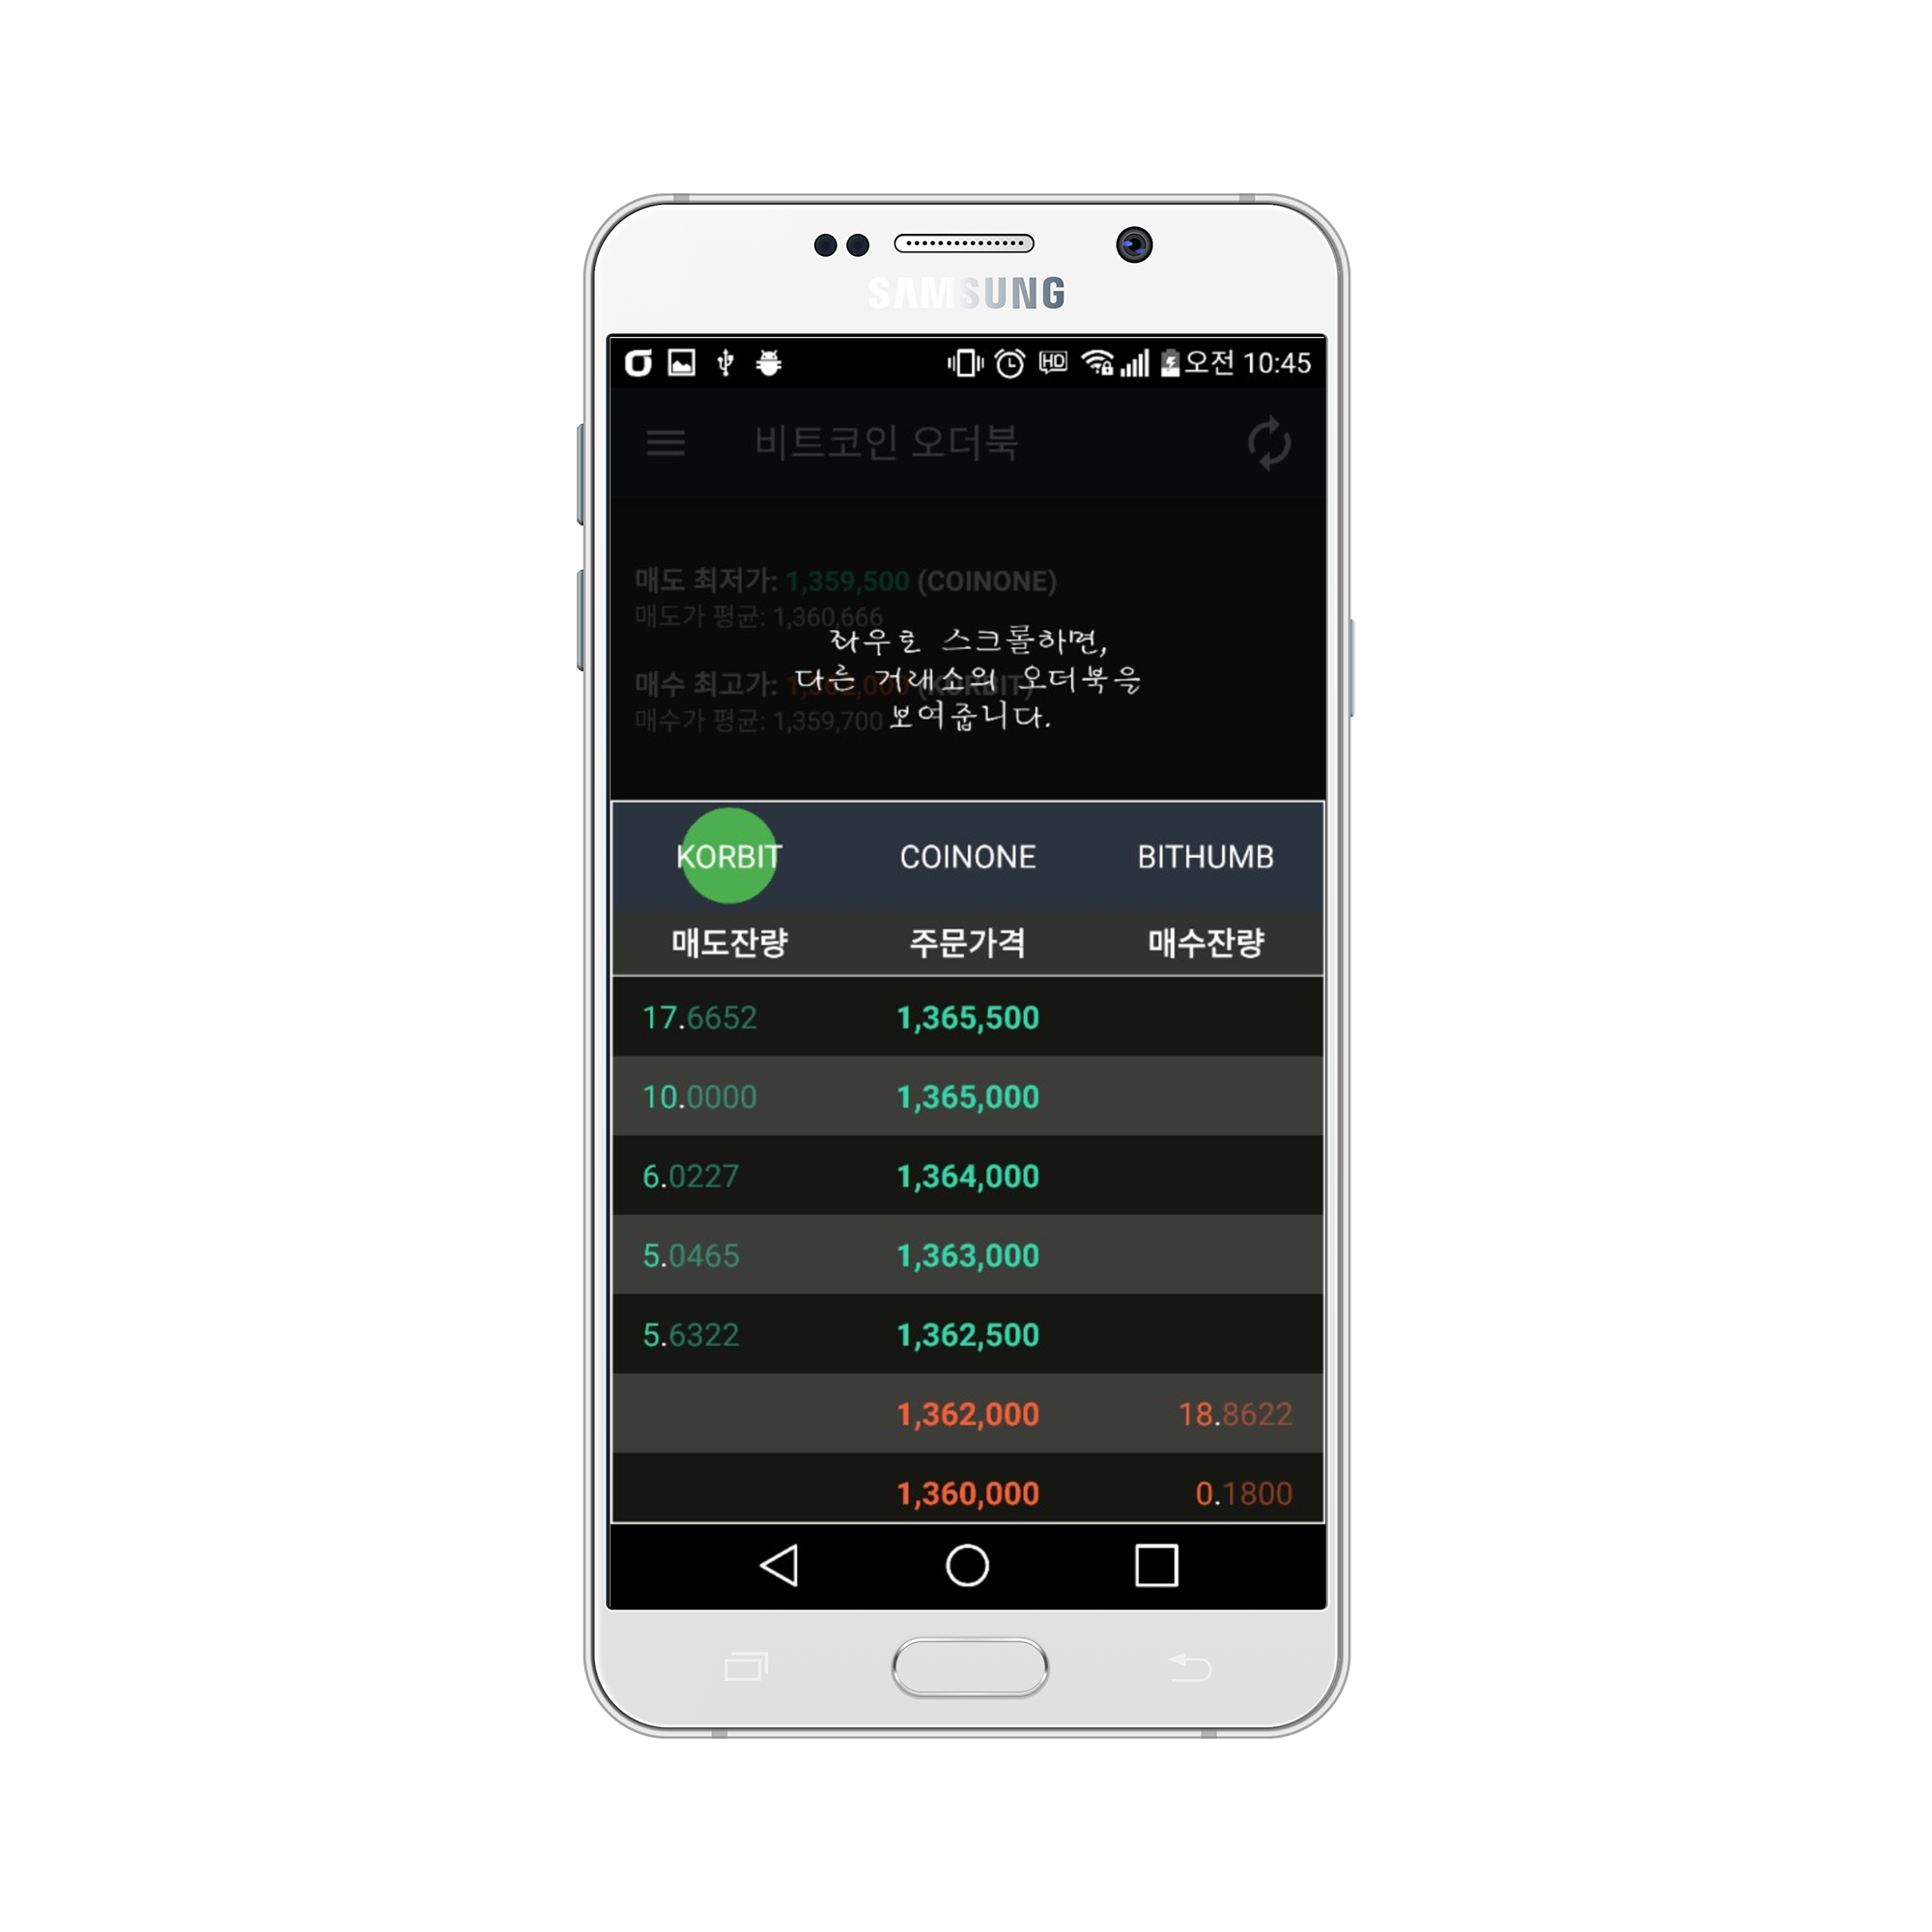 SAMSUNG
HD 오전 10:45
비트코인 오더북
매도 최저가: 1,359,500 (COINONE)
매도가 평균: 1,360,666
좌우로 스크롤하면,
매수 최고가: 1,362,000 (KORBIT)
다른 거래소의 오더북을
매수가 평균: 1,359,700
보여줍니다.
KORBIT COINONE BITHUMB
매도잔량 주문가격 매수잔량
17.6652 1,365,500
10.0000 1,365,000
6.0227 1,364,000
5.0465 1,363,000
5.6322 1,362,500
1,362,000 18.8622
1,360,000 0.1800